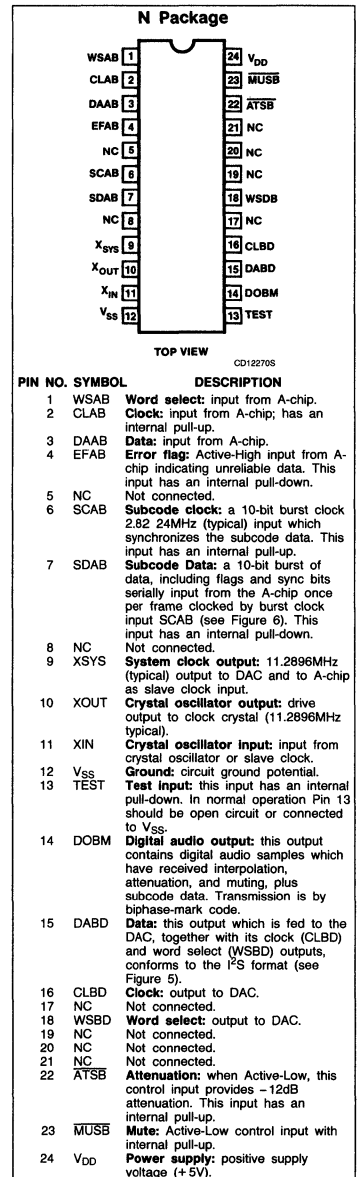 N Package
WSAB 1
24 VDD
CLAB 2
23 MUSB
DAAB 3
22 ATSB
EFAB 4
21 NC
NC 5
20 NC
SCAB 6
19 NC
SDAB 7
18 WSDB
NC 8
17 NC
XSYS 9
16 CLBD
XOUT 10
15 DABD
XIN 11
14 DOBM
VSS 12
13 TEST
TOP VIEW
CD12270S
PIN NO. SYMBOL DESCRIPTION
1 WSAB Word select: input from A-chip.
2 CLAB Clock: input from A-chip; has an
internal pull-up.
3 DAAB Data: input from A-chip.
4 EFAB Error flag: Active-High input from A-
chip indicating unreliable data. This
input has an internal pull-down.
5 NC Not connected.
6 SCAB Subcode clock: a 10-bit burst clock
2.82 24MHz (typical) input which
synchronizes the subcode data. This
input has an internal pull-up.
7 SDAB Subcode Data: a 10-bit burst of
data, including flags and sync bits
serially input from the A-chip once
per frame clocked by burst clock
input SCAB (see Figure 6). This
input has an internal pull-down.
8 NC Not connected.
9 XSYS System clock output: 11.2896MHz
(typical) output to DAC and to A-chip
as slave clock input.
10 XOUT Crystal oscillator output: drive
output to clock crystal (11.2896MHz
typical).
11 XIN Crystal oscillator input: input from
crystal oscillator or slave clock.
12 VSS Ground: circuit ground potential.
13 TEST Test input: this input has an internal
pull-down. In normal operation Pin 13
should be open circuit or connected
to VSS.
14 DOBM Digital audio output: this output
contains digital audio samples which
have received interpolation,
attenuation, and muting, plus
subcode data. Transmission is by
biphase-mark code.
15 DABD Data: this output which is fed to the
DAC, together with its clock (CLBD)
and word select (WSBD) outputs,
conforms to the I²S format (see
Figure 5).
16 CLBD Clock: output to DAC.
17 NC Not connected.
18 WSBD Word select: output to DAC.
19 NC Not connected.
20 NC Not connected.
21 NC Not connected.
22 ATSB Attenuation: when Active-Low, this
control input provides -12dB
attenuation. This input has an
internal pull-up.
23 MUSB Mute: Active-Low control input with
internal pull-up.
24 VDD Power supply: positive supply
voltage (+5V).